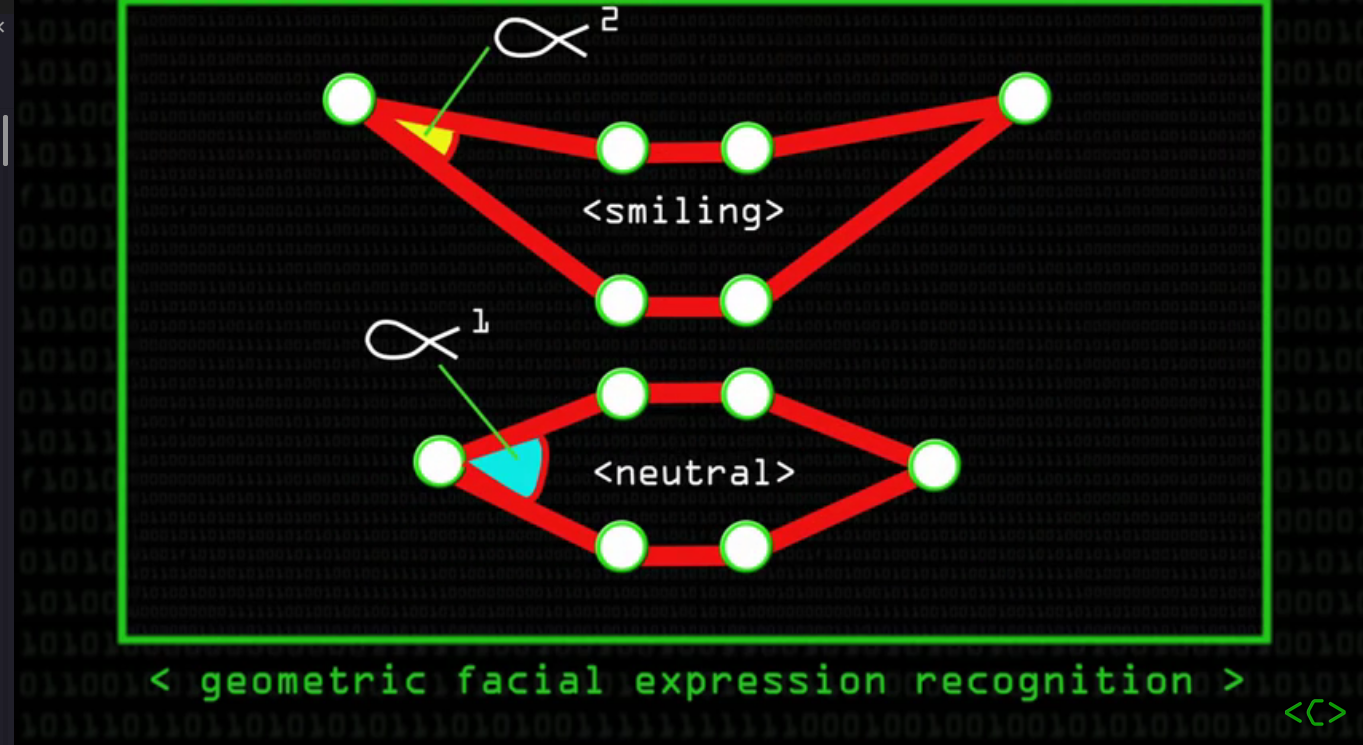 ∝²
<smiling>
∝¹
<neutral>
< geometric facial expression recognition >
<C>